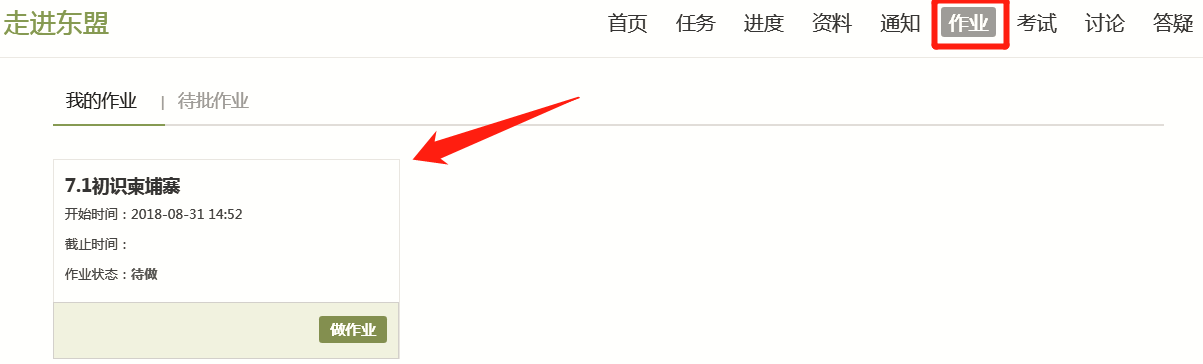 走进东盟 首页 任务 进度 资料 通知 作业 考试 讨论 答疑
我的作业 | 待批作业
7.1初识柬埔寨
开始时间：2018-08-31 14:52
截止时间：
作业状态：待做
做作业